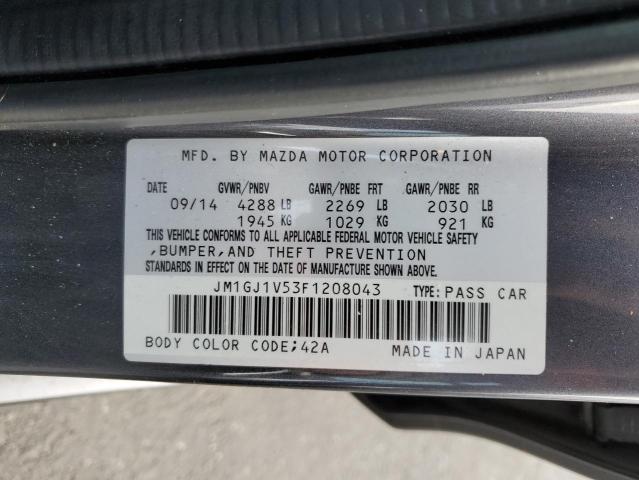 MFD. BY MAZDA MOTOR CORPORATION
DATE GVWR/PNBV GAWR/PNBE FRT GAWR/PNBE RR
09/14 4288 LB 2269 LB 2030 LB
1945 KG 1029 KG 921 KG
THIS VEHICLE CONFORMS TO ALL APPLICABLE FEDERAL MOTOR VEHICLE SAFETY
,BUMPER,AND THEFT PREVENTION
STANDARDS IN EFFECT ON THE DATE OF MANUFACTURE SHOWN ABOVE.
JM1GJ1V53F1208043 TYPE:PASS CAR
BODY COLOR CODE;42A MADE IN JAPAN